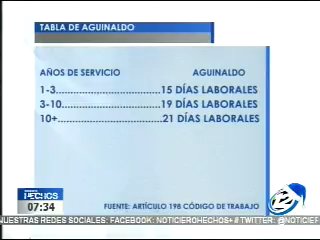 TABLA DE AGUINALDO
AÑOS DE SERVICIO AGUINALDO
1-3...................................15 DÍAS LABORALES
3-10.................................19 DÍAS LABORALES
10+...................................21 DÍAS LABORALES
FUENTE: ARTÍCULO 198 CÓDIGO DE TRABAJO
HECHOS
07:34
NUESTRAS REDES SOCIALES: FACEBOOK: NOTICIEROHECHOS+ # TWITTER: @NOTICIERO